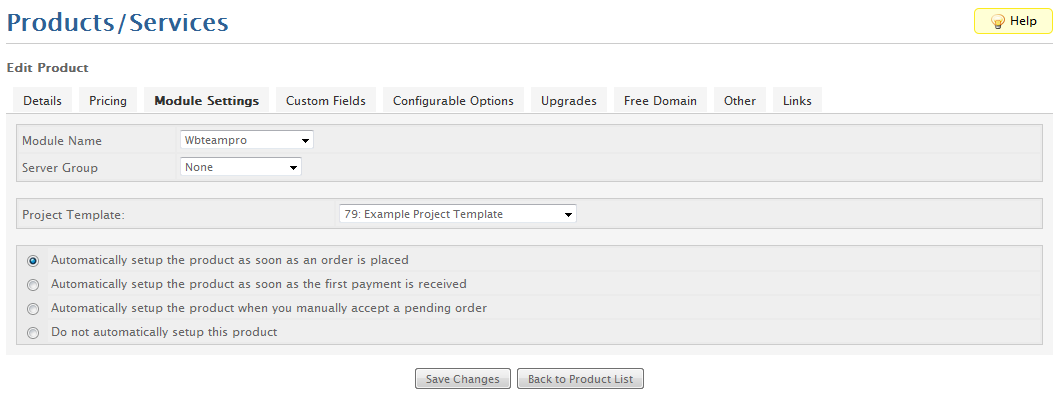 Products/Services
Help
Edit Product
Details Pricing Module Settings Custom Fields Configurable Options Upgrades Free Domain Other Links
Module Name Wbteampro
Server Group None
Project Template: 79: Example Project Template
Automatically setup the product as soon as an order is placed
Automatically setup the product as soon as the first payment is received
Automatically setup the product when you manually accept a pending order
Do not automatically setup this product
Save Changes Back to Product List